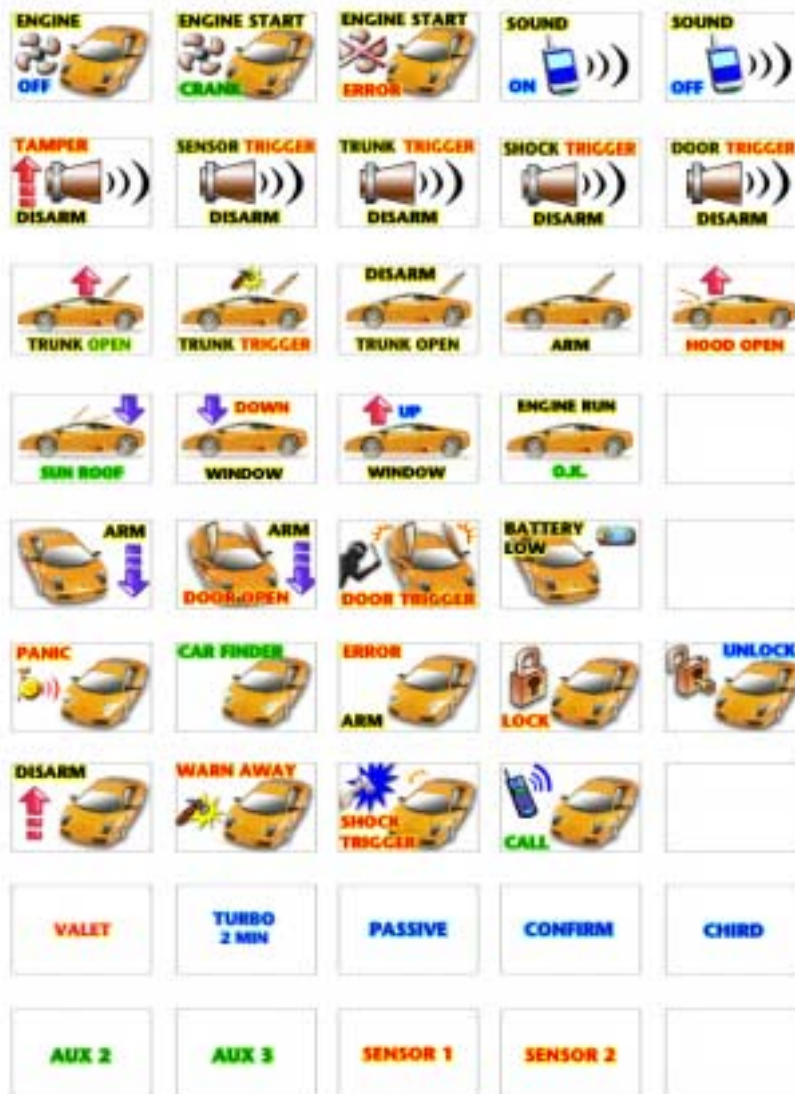 ENGINE
OFF
ENGINE START
CRANK
ENGINE START
ERROR
SOUND
ON
SOUND
OFF
TAMPER
DISARM
SENSOR TRIGGER
DISARM
TRUNK TRIGGER
DISARM
SHOCK TRIGGER
DISARM
DOOR TRIGGER
DISARM
TRUNK OPEN
TRUNK TRIGGER
DISARM
TRUNK OPEN
ARM
HOOD OPEN
SUN ROOF
DOWN
WINDOW
UP
WINDOW
ENGINE RUN
O.K.
ARM
ARM
DOOR OPEN
DOOR TRIGGER
BATTERY
LOW
PANIC
CAR FINDER
ERROR
ARM
LOCK
UNLOCK
DISARM
WARN AWAY
SHOCK
TRIGGER
CALL
VALET
TURBO
2 MIN
PASSIVE
CONFIRM
CHIRD
AUX 2
AUX 3
SENSOR 1
SENSOR 2